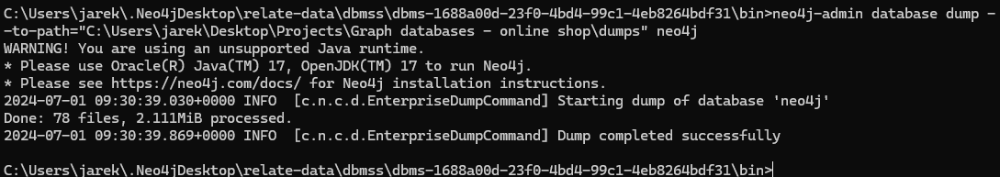 C:\Users\jarek\.Neo4jDesktop\relate-data\dbmss\dbms-1688a00d-23f0-4bd4-99c1-4eb8264bdf31\bin>neo4j-admin database dump -
-to-path="C:\Users\jarek\Desktop\Projects\Graph databases - online shop\dumps" neo4j
WARNING! You are using an unsupported Java runtime.
* Please use Oracle(R) Java(TM) 17, OpenJDK(TM) 17 to run Neo4j.
* Please see https://neo4j.com/docs/ for Neo4j installation instructions.
2024-07-01 09:30:39.030+0000 INFO  [c.n.c.d.EnterpriseDumpCommand] Starting dump of database 'neo4j'
Done: 78 files, 2.111MiB processed.
2024-07-01 09:30:39.869+0000 INFO  [c.n.c.d.EnterpriseDumpCommand] Dump completed successfully
C:\Users\jarek\.Neo4jDesktop\relate-data\dbmss\dbms-1688a00d-23f0-4bd4-99c1-4eb8264bdf31\bin>